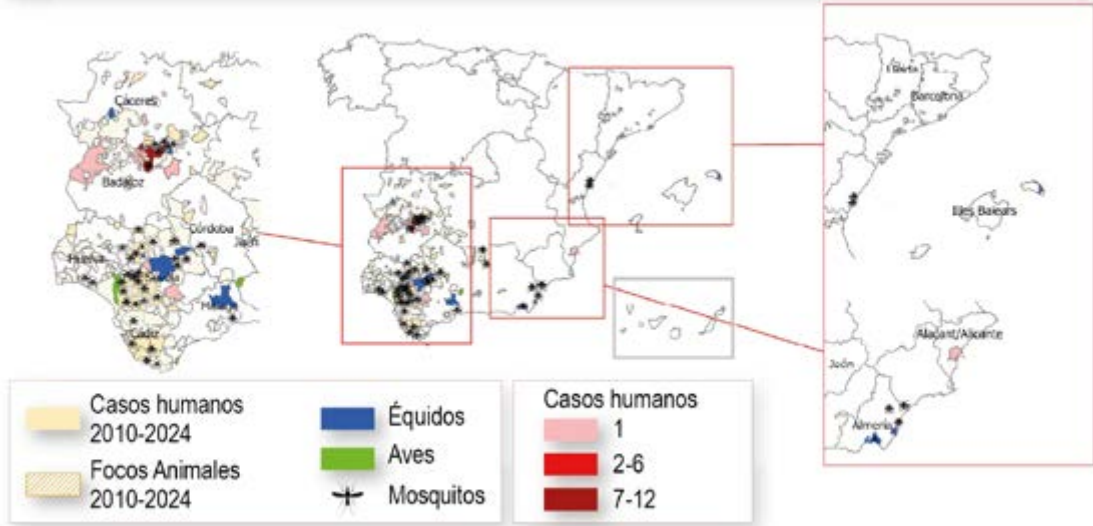 Cáceres
Badajoz
Córdoba
Huelva
Cádiz
Lleida
Barcelona
Illes Balears
Alacant/Alicante
Jaén
Almería
Casos humanos
2010-2024
Focos Animales
2010-2024
Équidos
Aves
Mosquitos
Casos humanos
1
2-6
7-12